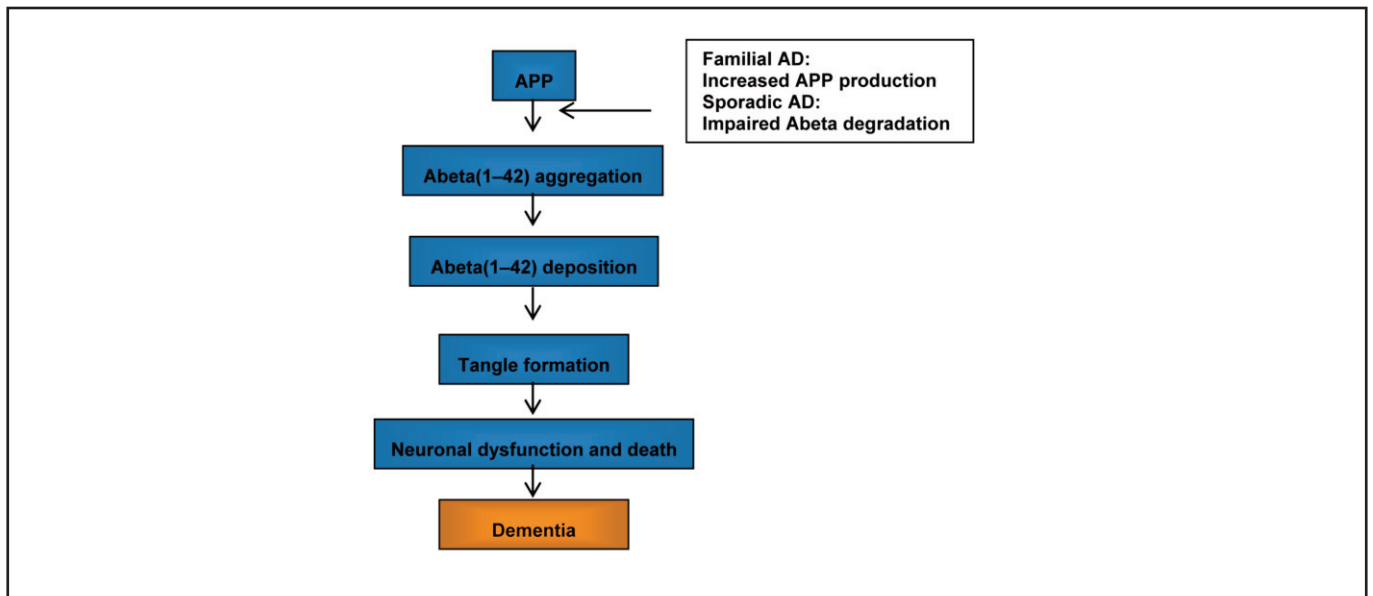 APP
Familial AD:
Increased APP production
Sporadic AD:
Impaired Abeta degradation
Abeta(1–42) aggregation
Abeta(1–42) deposition
Tangle formation
Neuronal dysfunction and death
Dementia